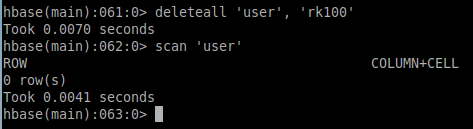 hbase(main):061:0> deleteall 'user', 'rk100'
Took 0.0070 seconds
hbase(main):062:0> scan 'user'
ROW COLUMN+CELL
0 row(s)
Took 0.0041 seconds
hbase(main):063:0>